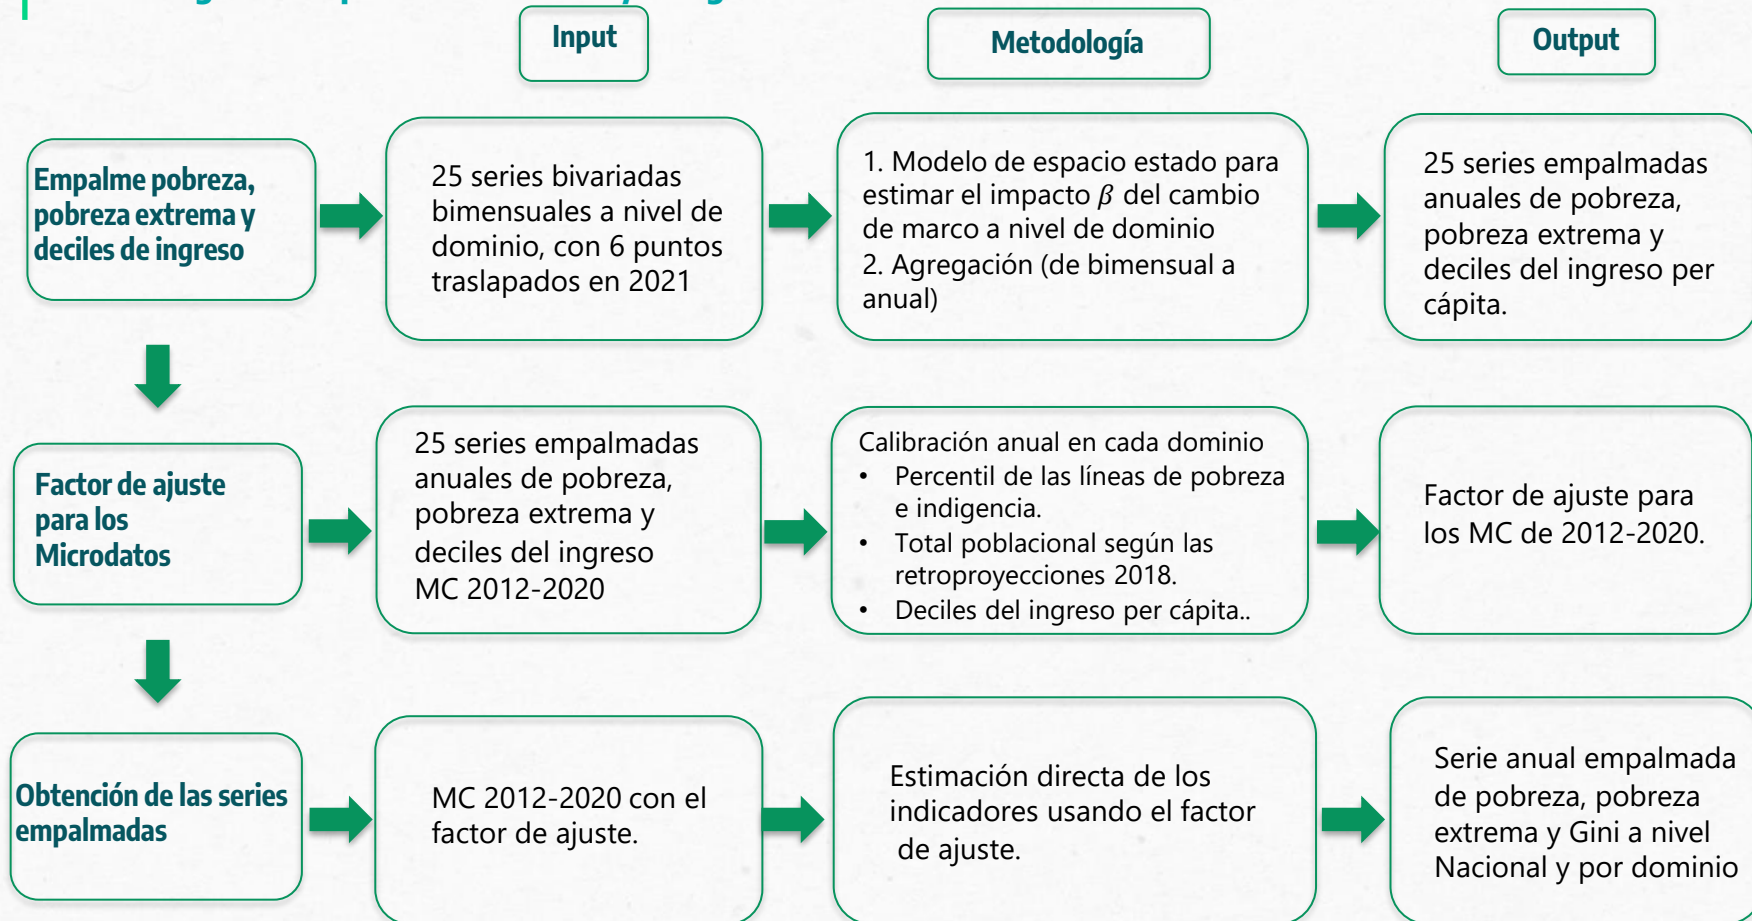 Input
Metodología
Output
Empalme pobreza,
pobreza extrema y
deciles de ingreso
25 series bivariadas
bimensuales a nivel de
dominio, con 6 puntos
traslapados en 2021
1. Modelo de espacio estado para
estimar el impacto β del cambio
de marco a nivel de dominio
2. Agregación (de bimensual a
anual)
25 series empalmadas
anuales de pobreza,
pobreza extrema y
deciles del ingreso per
cápita.
Factor de ajuste
para los
Microdatos
25 series empalmadas
anuales de pobreza,
pobreza extrema y
deciles del ingreso
MC 2012-2020
Calibración anual en cada dominio
• Percentil de las líneas de pobreza
e indigencia.
• Total poblacional según las
retroproyecciones 2018.
• Deciles del ingreso per cápita..
Factor de ajuste para
los MC de 2012-2020.
Obtención de las series
empalmadas
MC 2012-2020 con el
factor de ajuste.
Estimación directa de los
indicadores usando el factor
de ajuste.
Serie anual empalmada
de pobreza, pobreza
extrema y Gini a nivel
Nacional y por dominio